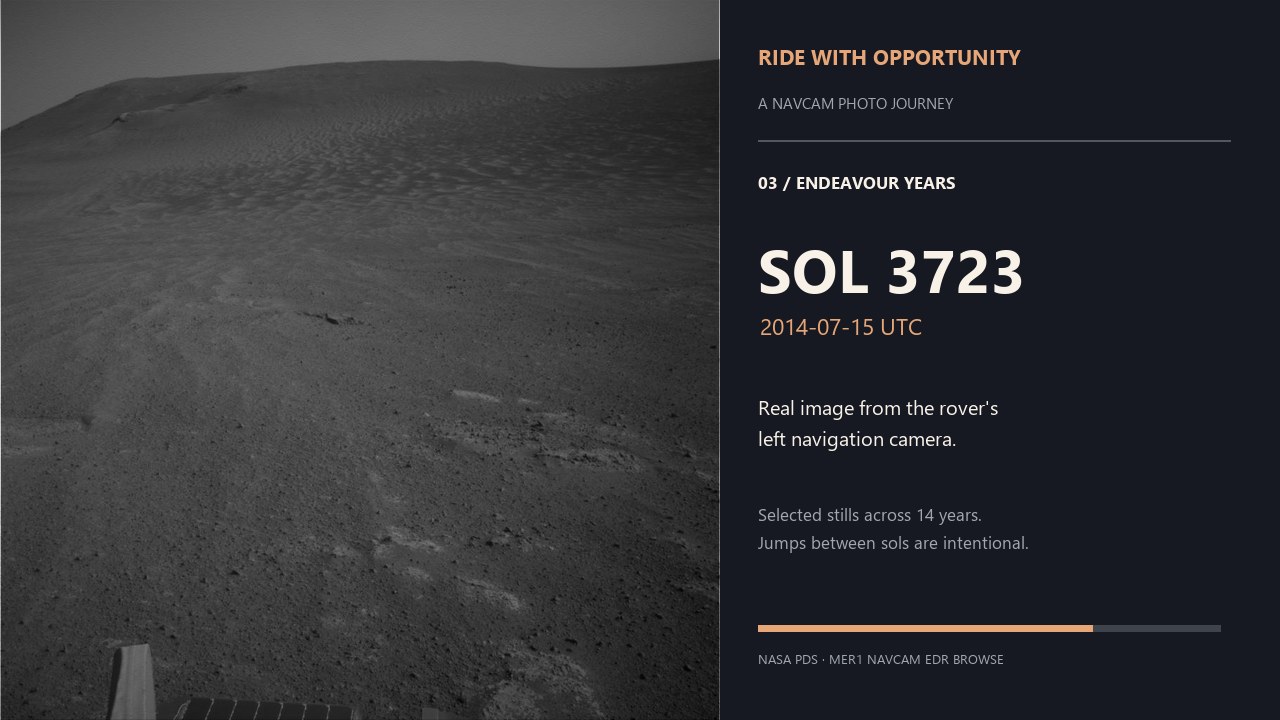 RIDE WITH OPPORTUNITY
A NAVCAM PHOTO JOURNEY
03 / ENDEAVOUR YEARS
SOL 3723
2014-07-15 UTC
Real image from the rover's
left navigation camera.
Selected stills across 14 years.
Jumps between sols are intentional.
NASA PDS · MER1 NAVCAM EDR BROWSE